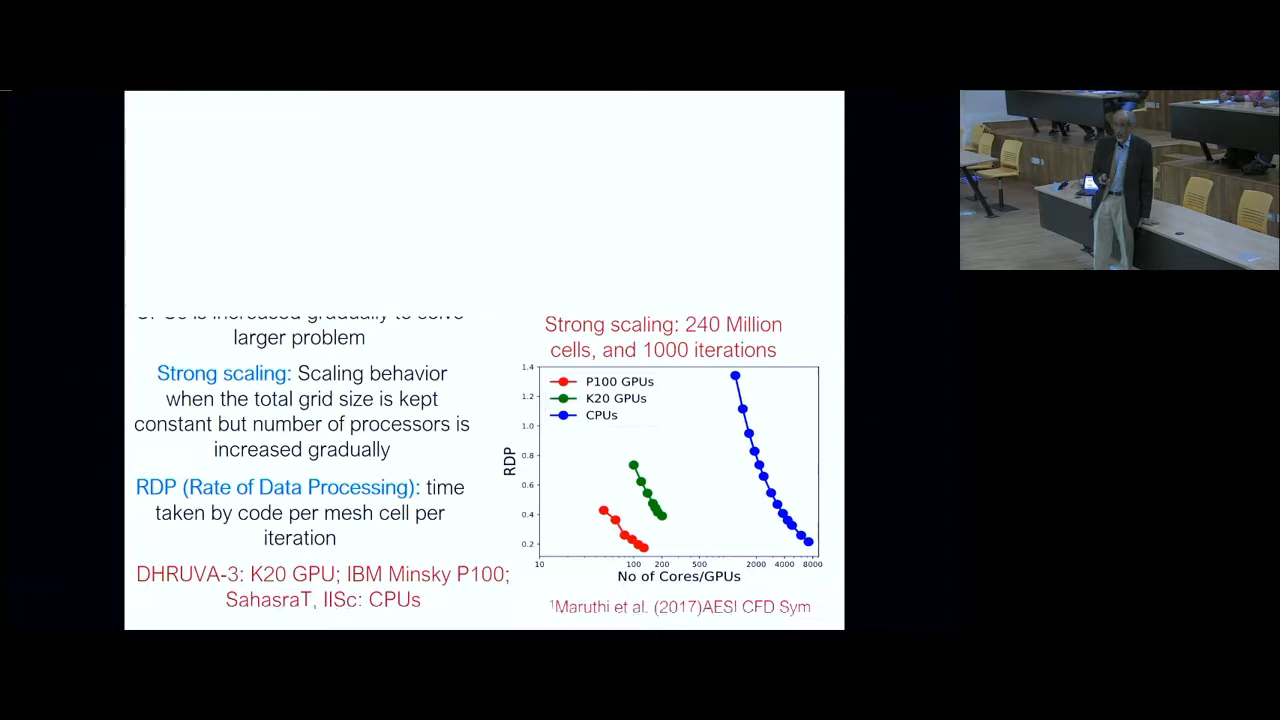 larger problem
Strong scaling: Scaling behavior
when the total grid size is kept
constant but number of processors is
increased gradually
RDP (Rate of Data Processing): time
taken by code per mesh cell per
iteration
DHRUVA-3: K20 GPU; IBM Minsky P100;
SahasraT, IISc: CPUs
Strong scaling: 240 Million
cells, and 1000 iterations
P100 GPUs
K20 GPUs
CPUs
RDP
1.4
1.2
1.0
0.8
0.6
0.4
0.2
10 100 200 500 2000 4000 8000
No of Cores/GPUs
¹Maruthi et al. (2017)AESI CFD Sym